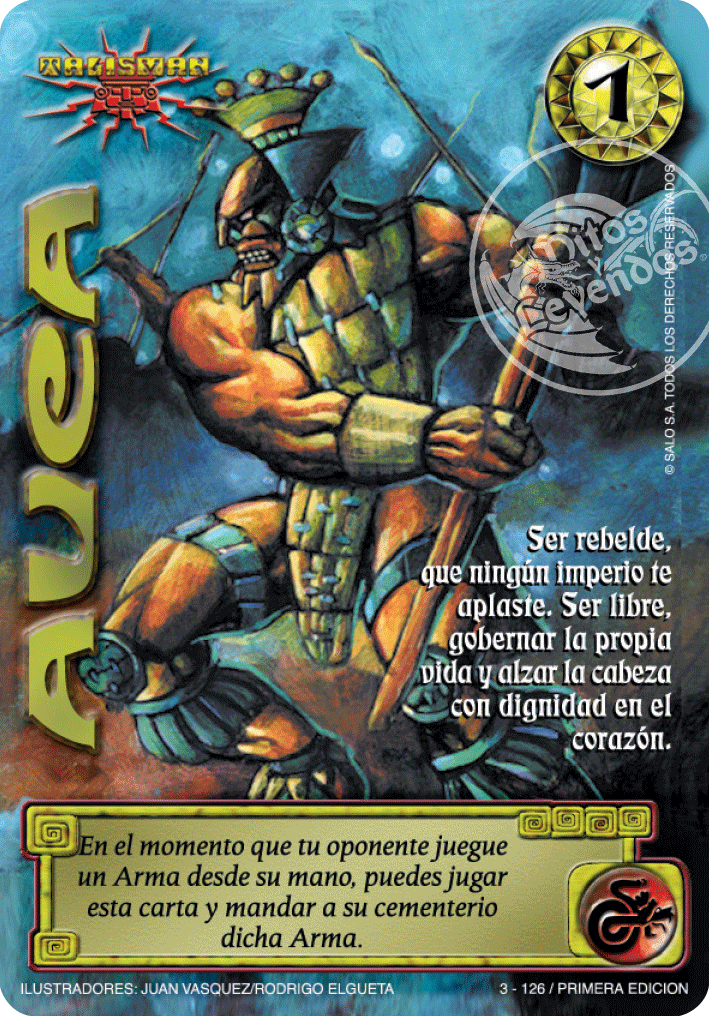 TALISMAN
1
Mitos
y
Leyendas
AUCA
© SALO S.A. TODOS LOS DERECHOS RESERVADOS
Ser rebelde,
que ningún imperio te
aplaste. Ser libre,
gobernar la propia
vida y alzar la cabeza
con dignidad en el
corazón.
En el momento que tu oponente juegue
un Arma desde su mano, puedes jugar
esta carta y mandar a su cementerio
dicha Arma.
ILUSTRADORES: JUAN VASQUEZ/RODRIGO ELGUETA
3 - 126 / PRIMERA EDICION